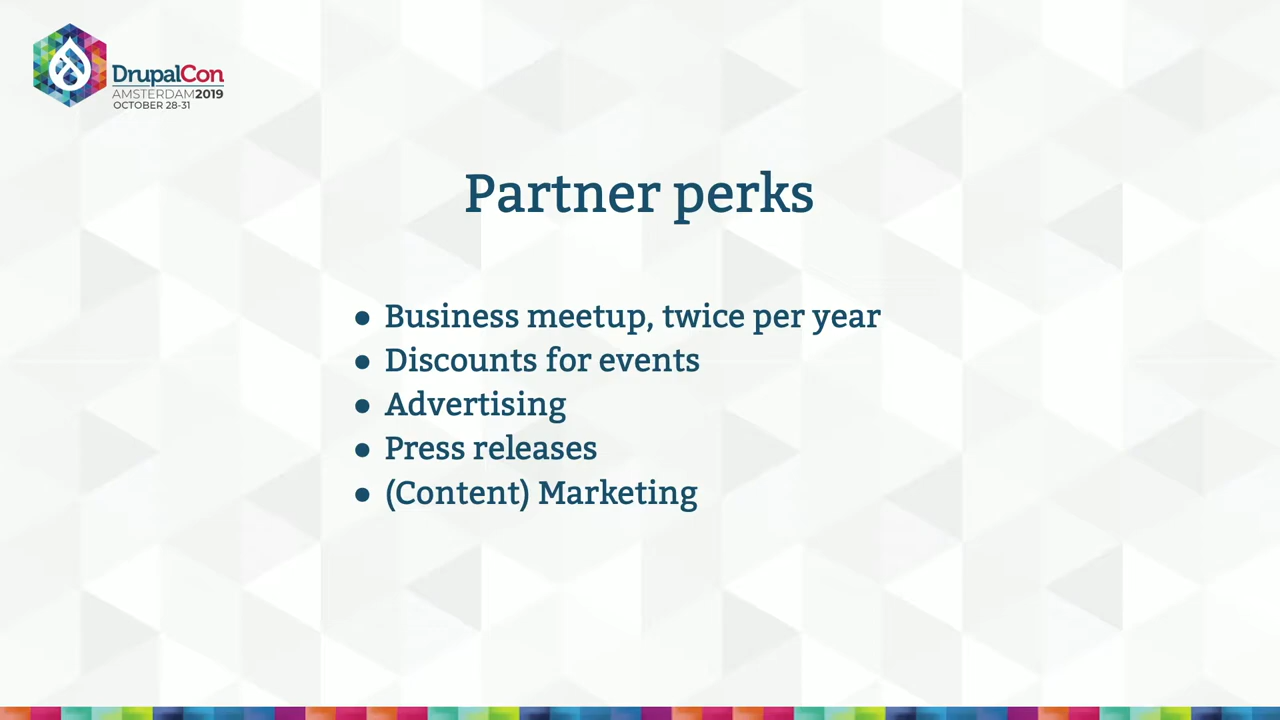 DrupalCon
AMSTERDAM2019
OCTOBER 28-31
Partner perks
● Business meetup, twice per year
● Discounts for events
● Advertising
● Press releases
● (Content) Marketing